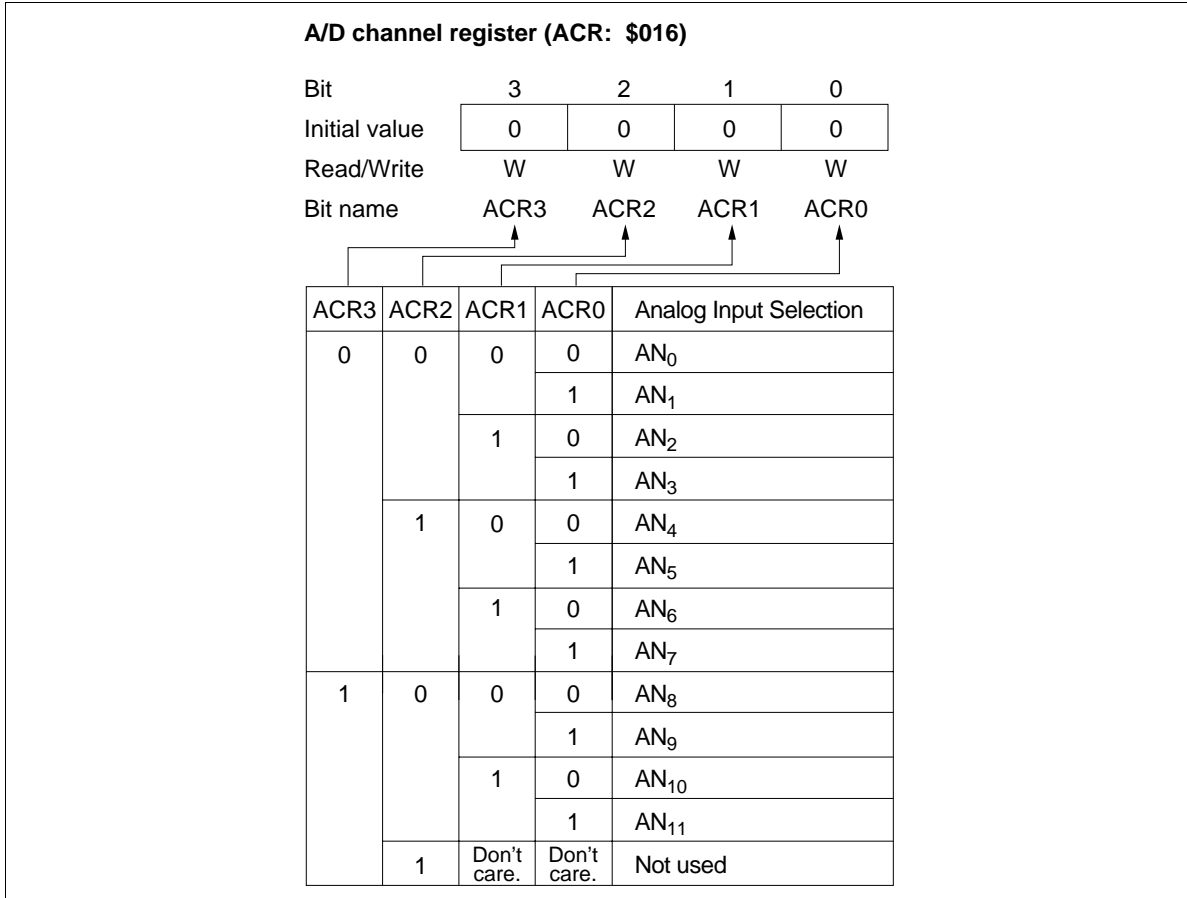 A/D channel register (ACR: $016)
Bit 3 2 1 0
Initial value 0 0 0 0
Read/Write W W W W
Bit name ACR3 ACR2 ACR1 ACR0
ACR3 ACR2 ACR1 ACR0 Analog Input Selection
0 0 0 0 AN₀
1 AN₁
1 0 AN₂
1 AN₃
1 0 0 AN₄
1 AN₅
1 0 AN₆
1 AN₇
1 0 0 0 AN₈
1 AN₉
1 0 AN₁₀
1 AN₁₁
1 Don't care. Don't care. Not used